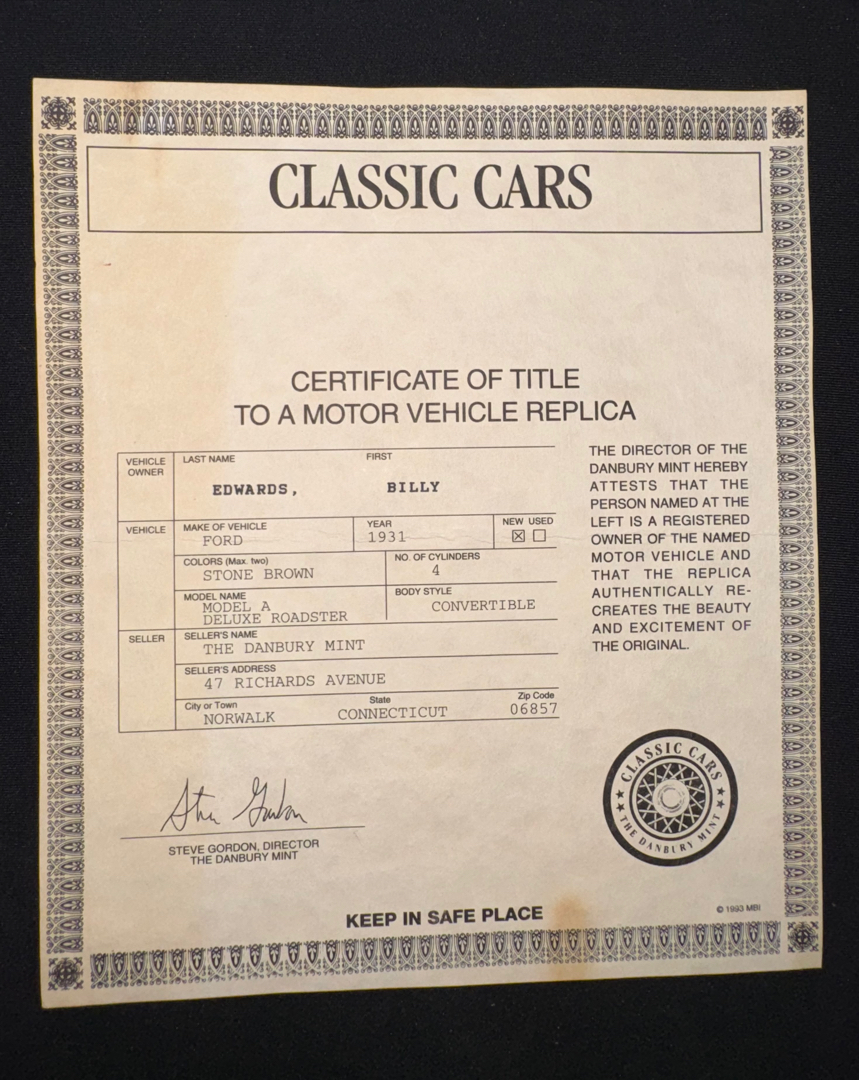 CLASSIC CARS
CERTIFICATE OF TITLE
TO A MOTOR VEHICLE REPLICA
VEHICLE OWNER
LAST NAME FIRST
EDWARDS, BILLY
VEHICLE
MAKE OF VEHICLE YEAR NEW USED
FORD 1931 ☒ ☐
COLORS (Max. two) NO. OF CYLINDERS
STONE BROWN 4
MODEL NAME BODY STYLE
MODEL A CONVERTIBLE
DELUXE ROADSTER
SELLER
SELLER'S NAME
THE DANBURY MINT
SELLER'S ADDRESS
47 RICHARDS AVENUE
City or Town State Zip Code
NORWALK CONNECTICUT 06857
THE DIRECTOR OF THE
DANBURY MINT HEREBY
ATTESTS THAT THE
PERSON NAMED AT THE
LEFT IS A REGISTERED
OWNER OF THE NAMED
MOTOR VEHICLE AND
THAT THE REPLICA
AUTHENTICALLY RE-
CREATES THE BEAUTY
AND EXCITEMENT OF
THE ORIGINAL.
Steve Gordon
STEVE GORDON, DIRECTOR
THE DANBURY MINT
★ CLASSIC CARS ★
★ THE DANBURY MINT ★
KEEP IN SAFE PLACE
© 1993 MBI